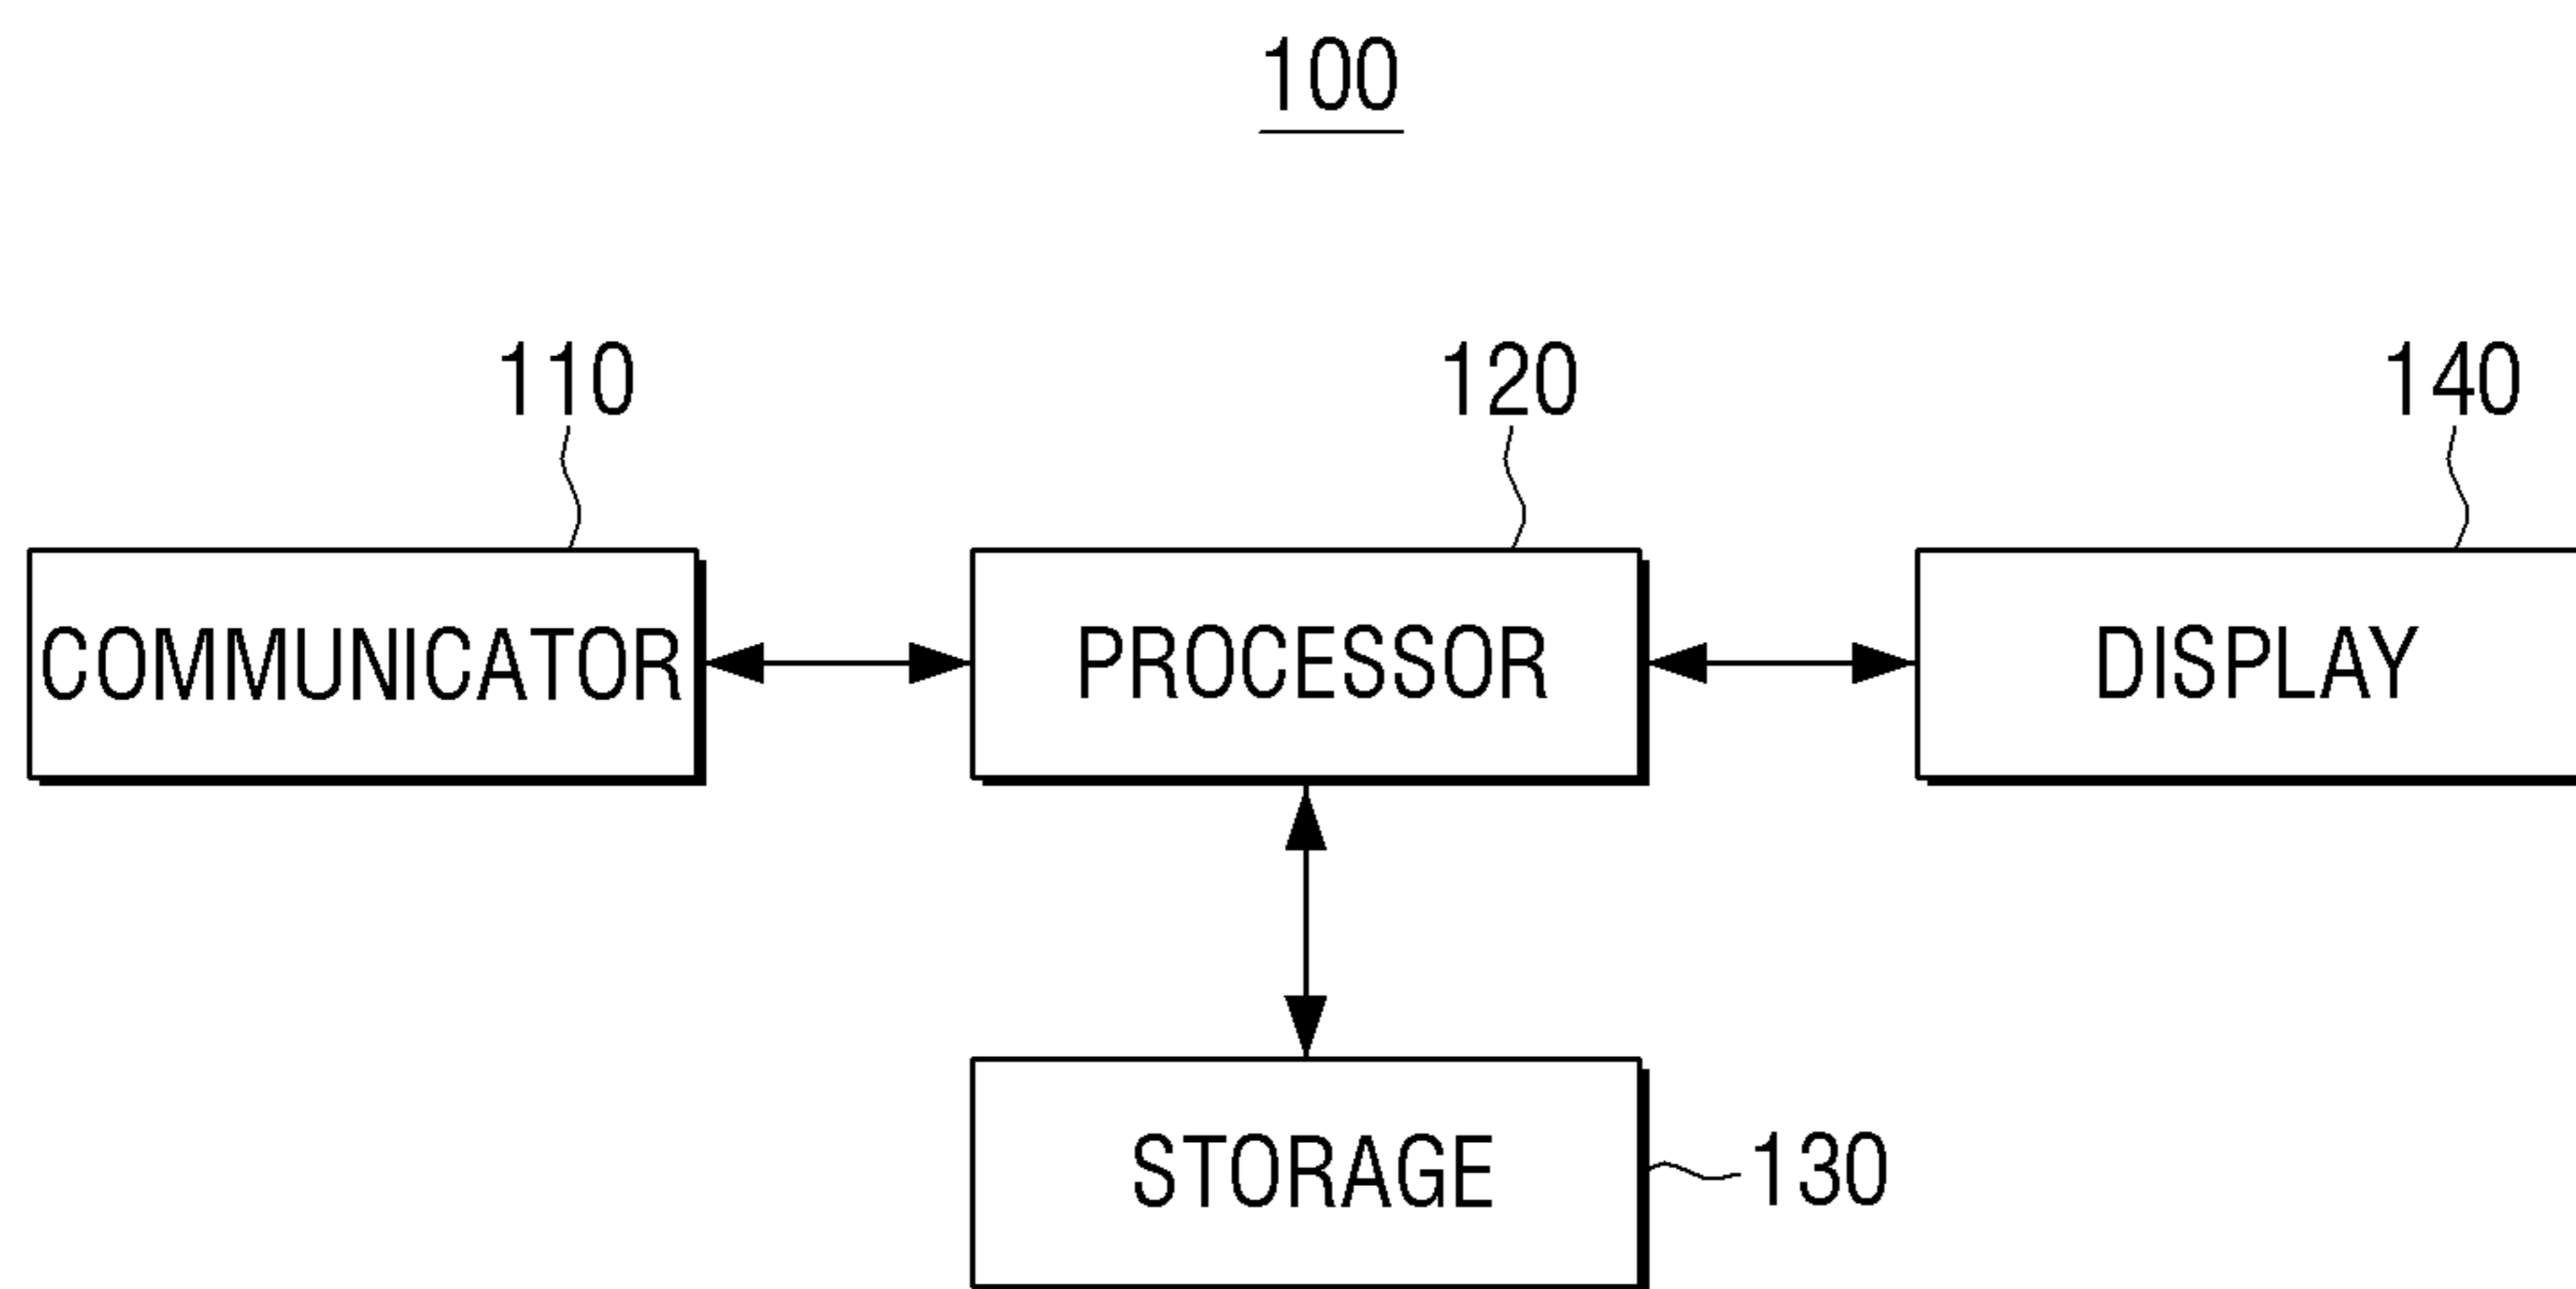 100
110
120
140
COMMUNICATOR
PROCESSOR
DISPLAY
STORAGE
130